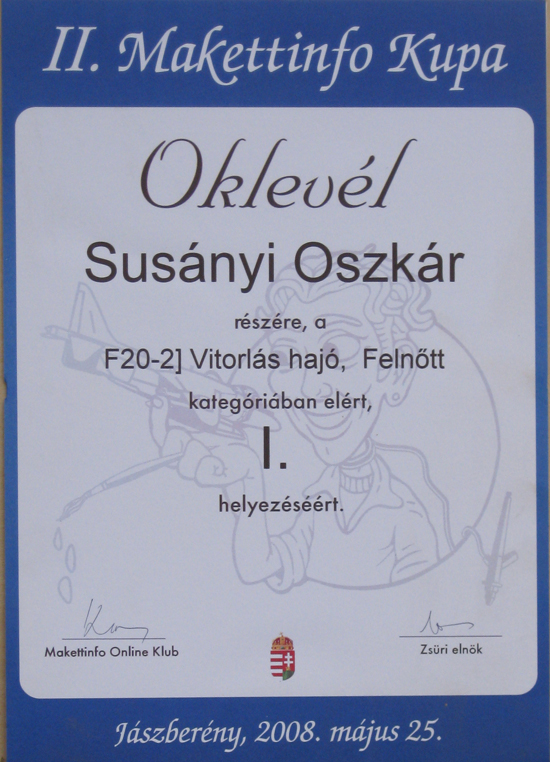 II. Makettinfo Kupa
Oklevél
Susányi Oszkár
részére, a
F20-2] Vitorlás hajó, Felnőtt
kategóriában elért,
I.
helyezéséért.
Makettinfo Online Klub
Zsüri elnök
Jászberény, 2008. május 25.